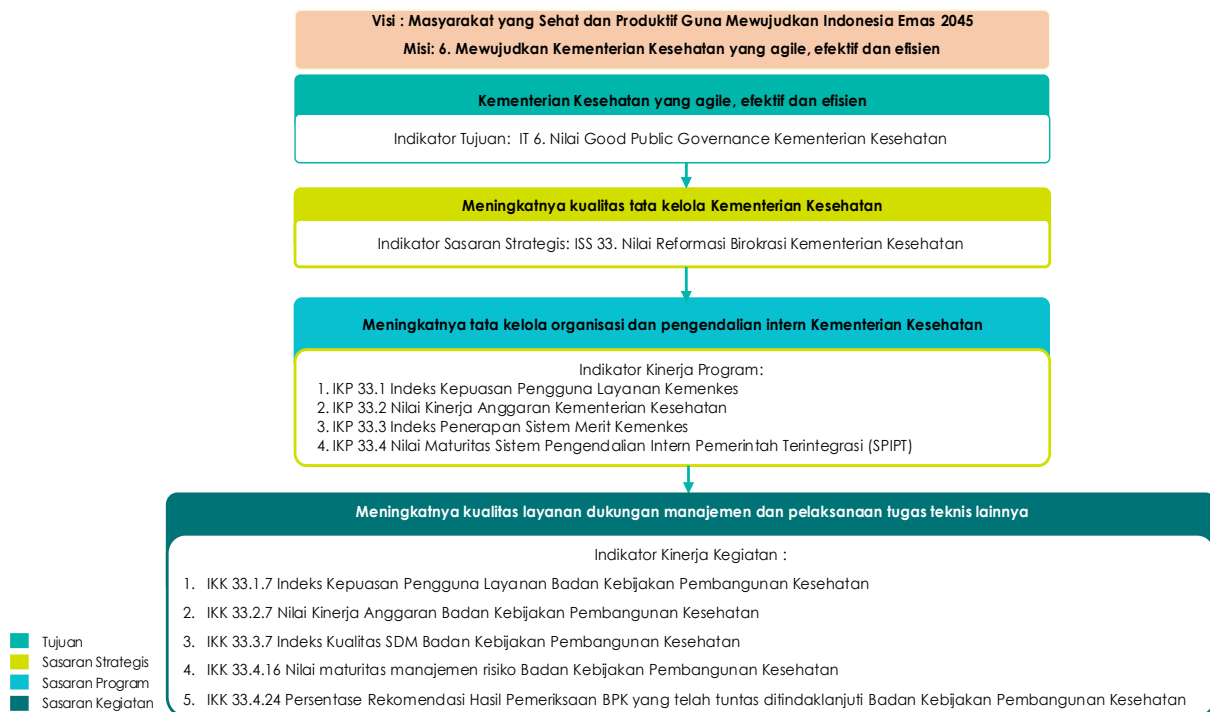 Visi : Masyarakat yang Sehat dan Produktif Guna Mewujudkan Indonesia Emas 2045
Misi: 6. Mewujudkan Kementerian Kesehatan yang agile, efektif dan efisien
Kementerian Kesehatan yang agile, efektif dan efisien
Indikator Tujuan: IT 6. Nilai Good Public Governance Kementerian Kesehatan
Meningkatnya kualitas tata kelola Kementerian Kesehatan
Indikator Sasaran Strategis: ISS 33. Nilai Reformasi Birokrasi Kementerian Kesehatan
Meningkatnya tata kelola organisasi dan pengendalian intern Kementerian Kesehatan
Indikator Kinerja Program:
1. IKP 33.1 Indeks Kepuasan Pengguna Layanan Kemenkes
2. IKP 33.2 Nilai Kinerja Anggaran Kementerian Kesehatan
3. IKP 33.3 Indeks Penerapan Sistem Merit Kemenkes
4. IKP 33.4 Nilai Maturitas Sistem Pengendalian Intern Pemerintah Terintegrasi (SPIPT)
Meningkatnya kualitas layanan dukungan manajemen dan pelaksanaan tugas teknis lainnya
Indikator Kinerja Kegiatan :
1. IKK 33.1.7 Indeks Kepuasan Pengguna Layanan Badan Kebijakan Pembangunan Kesehatan
2. IKK 33.2.7 Nilai Kinerja Anggaran Badan Kebijakan Pembangunan Kesehatan
3. IKK 33.3.7 Indeks Kualitas SDM Badan Kebijakan Pembangunan Kesehatan
4. IKK 33.4.16 Nilai maturitas manajemen risiko Badan Kebijakan Pembangunan Kesehatan
5. IKK 33.4.24 Persentase Rekomendasi Hasil Pemeriksaan BPK yang telah tuntas ditindaklanjuti Badan Kebijakan Pembangunan Kesehatan
Tujuan
Sasaran Strategis
Sasaran Program
Sasaran Kegiatan